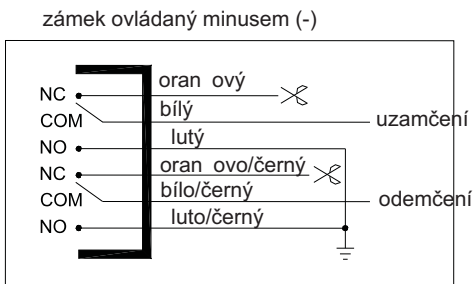 zámek ovládaný minusem (-)
NC oran ový
COM bílý uzamčení
NO lutý
NC oran ovo/černý
COM bílo/černý odemčení
NO luto/černý